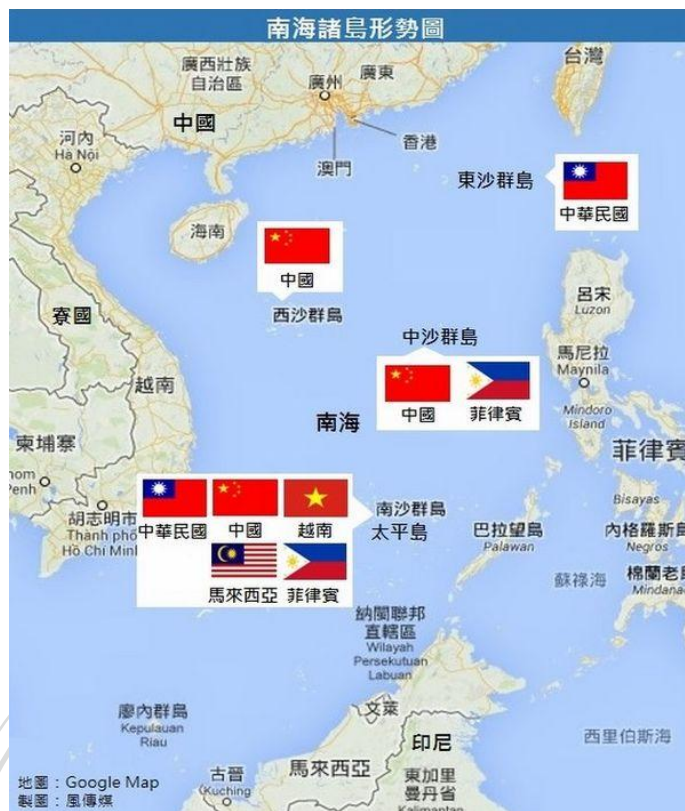 南海諸島形勢圖
台灣
廣西壯族
自治區
廣州
廣東
中國
河內
Ha Nội
香港
澳門
東沙群島
中華民國
海南
中國
西沙群島
寮國
呂宋
Luzon
中沙群島
馬尼拉
Maynila
中國
菲律賓
越南
南海
Mindoro
Island
柬埔寨
nom
Penh
菲律賓
中華民國
中國
越南
南沙群島
太平島
Bisayas
胡志明市
Thành phố
Hồ Chí Minh
巴拉望島
Palawan
內格羅斯島
Negros
馬來西亞
菲律賓
蘇祿海
棉蘭老島
Mindanao
納閩聯邦
直轄區
Wilayah
Persekutuan
Labuan
廖內群島
Kepulauan
Riau
文萊
印尼
西里伯斯海
古晉
Kuching
馬來西亞
東加里
曼丹省
Kalimantan
地圖：Google Map
製圖：風傳媒